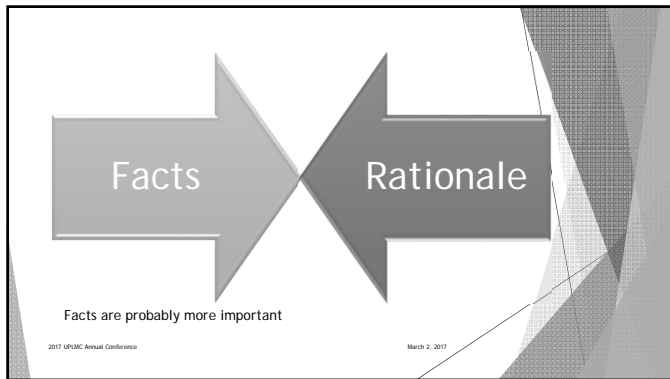 Facts
Rationale
Facts are probably more important
2017 UPLMC Annual Conference
March 2, 2017